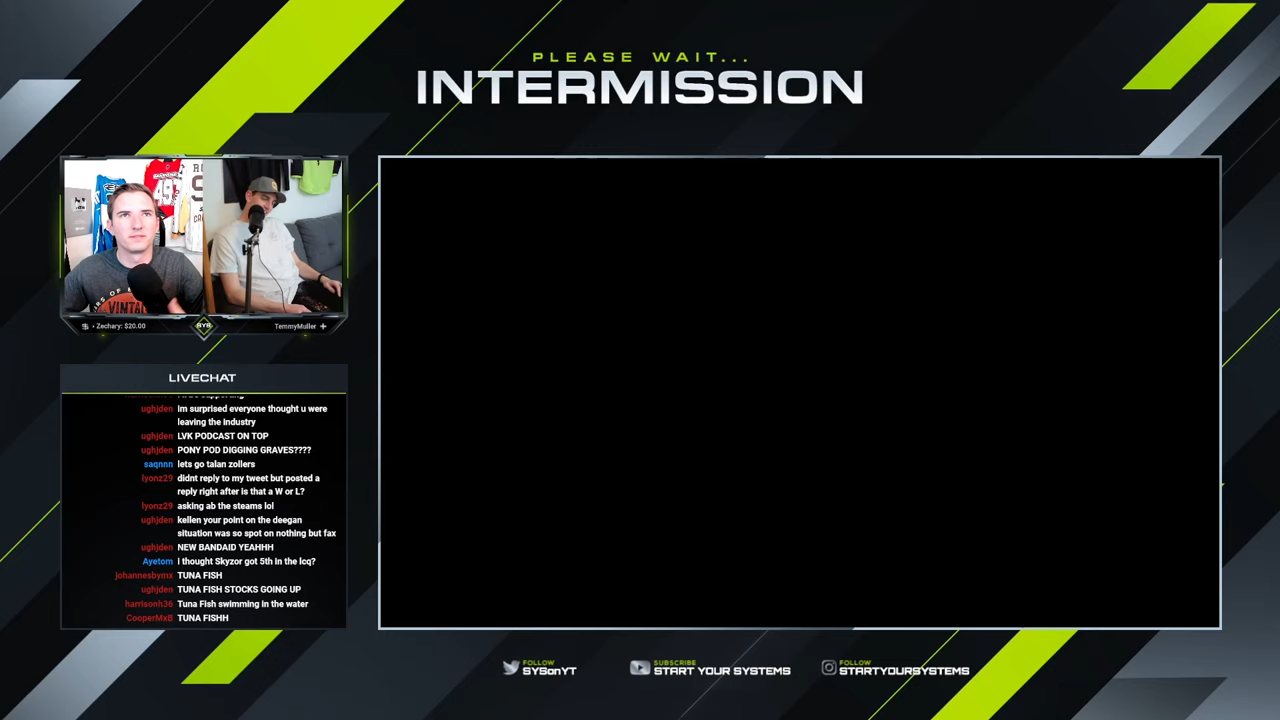 PLEASE WAIT...
INTERMISSION
• Zechary: $20.00
SYS
TemmyMuller
LIVECHAT
ughjden im surprised everyone thought u were
leaving the industry
ughjden LVK PODCAST ON TOP
ughjden PONY POD DIGGING GRAVES????
saqnnn lets go talan zollers
lyonz29 didnt reply to my tweet but posted a
reply right after is that a W or L?
lyonz29 asking ab the steams lol
ughjden kellen your point on the deegan
situation was so spot on nothing but fax
ughjden NEW BANDAID YEAHHH
Ayetom I thought Skyzor got 5th in the lcq?
johannesbymx TUNA FISH
ughjden TUNA FISH STOCKS GOING UP
harrisonh36 Tuna Fish swimming in the water
CooperMxB TUNA FISHH
FOLLOW
SYSonYT
SUBSCRIBE
START YOUR SYSTEMS
FOLLOW
STARTYOURSYSTEMS